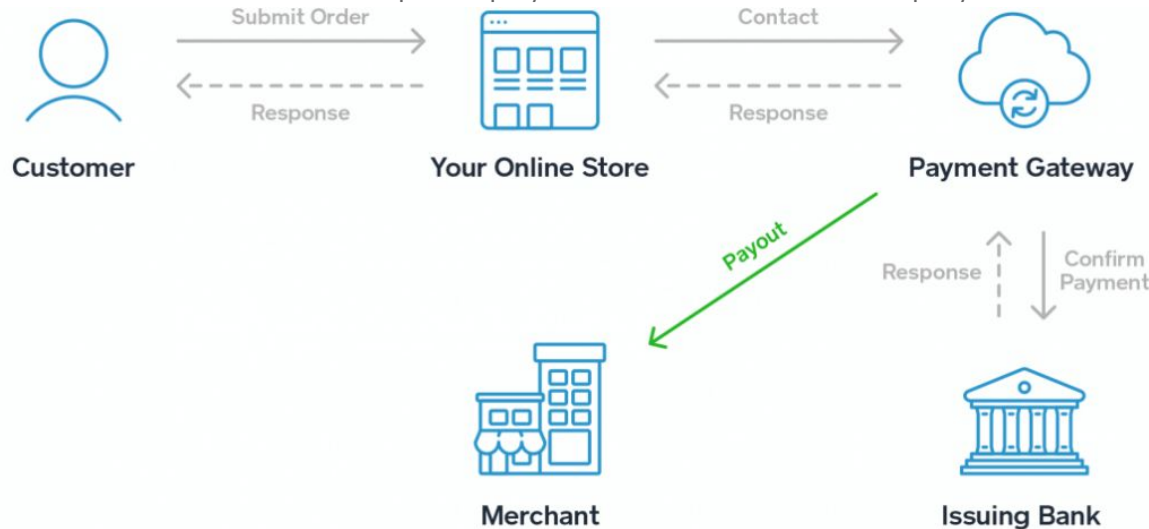 Submit Order
Contact
Response
Response
Customer
Your Online Store
Payment Gateway
Payout
Response
Confirm
Payment
Merchant
Issuing Bank